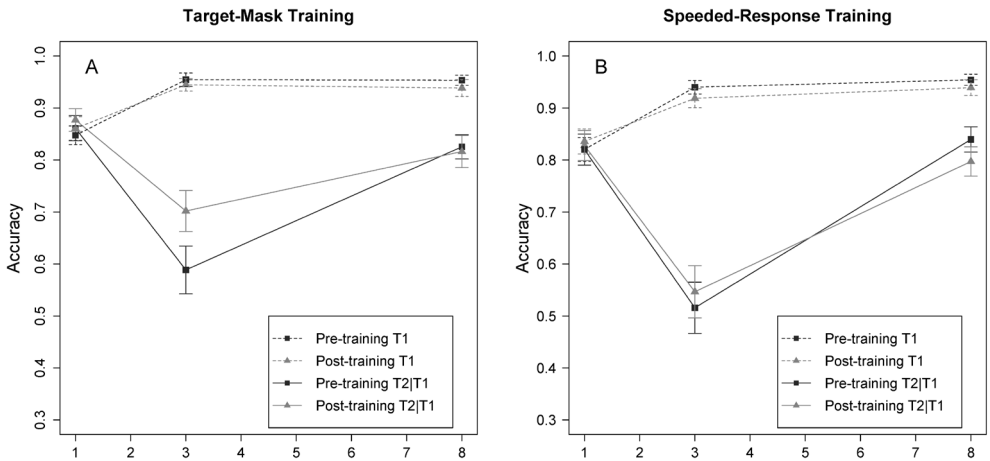 Target-Mask Training
A
Accuracy
1.0
0.9
0.8
0.7
0.6
0.5
0.4
0.3
Pre-training T1
Post-training T1
Pre-training T2|T1
Post-training T2|T1
1 2 3 4 5 6 7 8
Speeded-Response Training
B
Accuracy
1.0
0.9
0.8
0.7
0.6
0.5
0.4
0.3
Pre-training T1
Post-training T1
Pre-training T2|T1
Post-training T2|T1
1 2 3 4 5 6 7 8